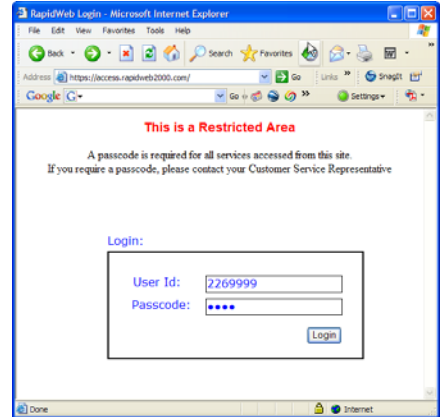 RapidWeb Login - Microsoft Internet Explorer
File Edit View Favorites Tools Help
Back Search Favorites
Address https://access.rapidweb2000.com/ Go Links » SnagIt
Google G Go » Settings
This is a Restricted Area
A passcode is required for all services accessed from this site.
If you require a passcode, please contact your Customer Service Representative
Login:
User Id: 2269999
Passcode: ••••
Login
Done Internet